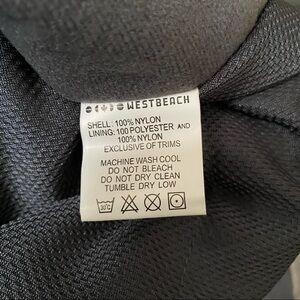 WESTBEACH
SHELL: 100% NYLON
LINING: 100 POLYESTER AND
100% NYLON
EXCLUSIVE OF TRIMS
MACHINE WASH COOL
DO NOT BLEACH
DO NOT DRY CLEAN
TUMBLE DRY LOW
30°C